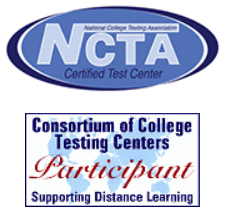 National College Testing Association
NCTA
Certified Test Center
Consortium of College
Testing Centers
Participant
Supporting Distance Learning